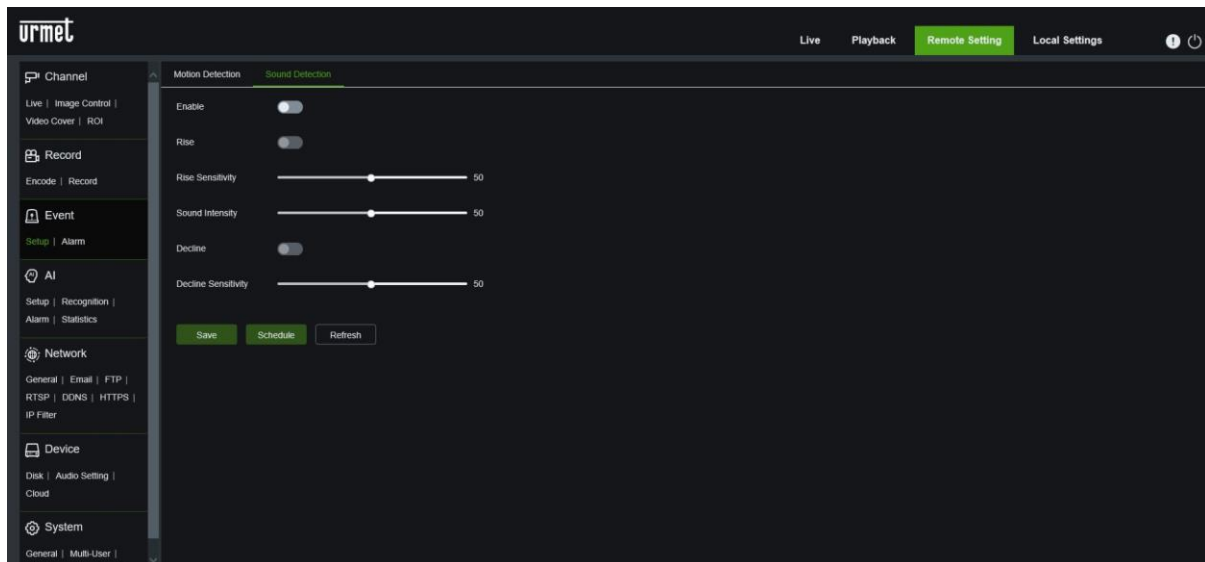 urmet
Live Playback Remote Setting Local Settings
Channel
Live | Image Control |
Video Cover | ROI
Record
Encode | Record
Event
Setup | Alarm
AI
Setup | Recognition |
Alarm | Statistics
Network
General | Email | FTP |
RTSP | DDNS | HTTPS |
IP Filter
Device
Disk | Audio Setting |
Cloud
System
General | Multi-User |
Motion Detection Sound Detection
Enable
Rise
Rise Sensitivity 50
Sound Intensity 50
Decline
Decline Sensitivity 50
Save Schedule Refresh